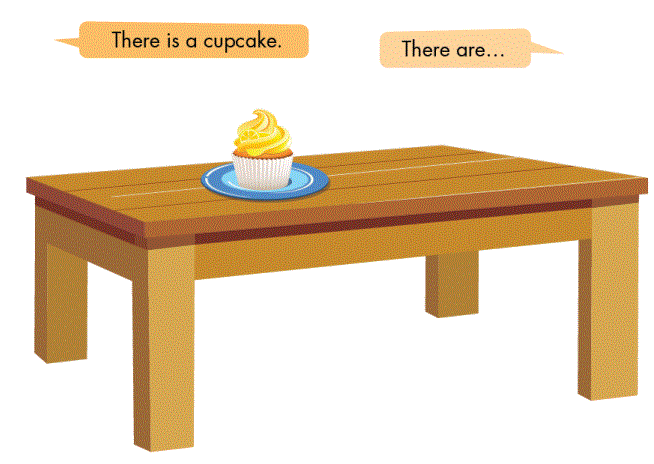 There is a cupcake.
There are…